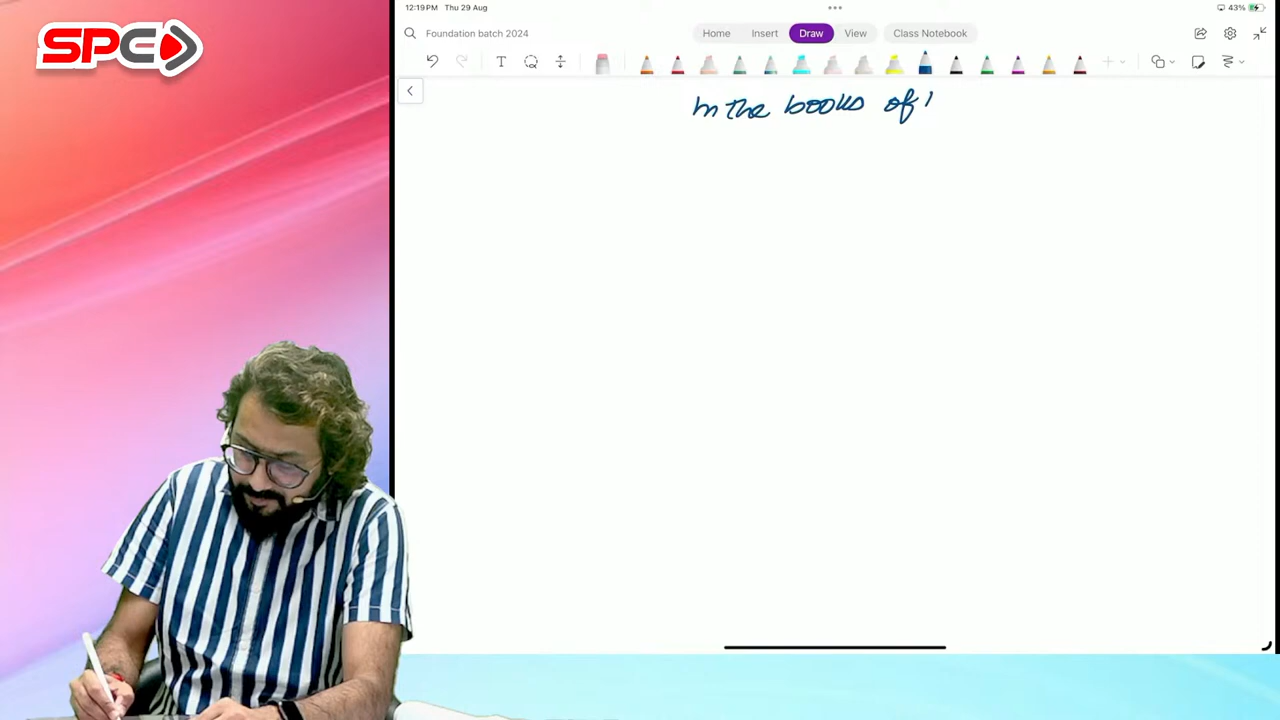 SPC
12:19 PM Thu 29 Aug
43%
Foundation batch 2024
Home Insert Draw View Class Notebook
T
In the books of